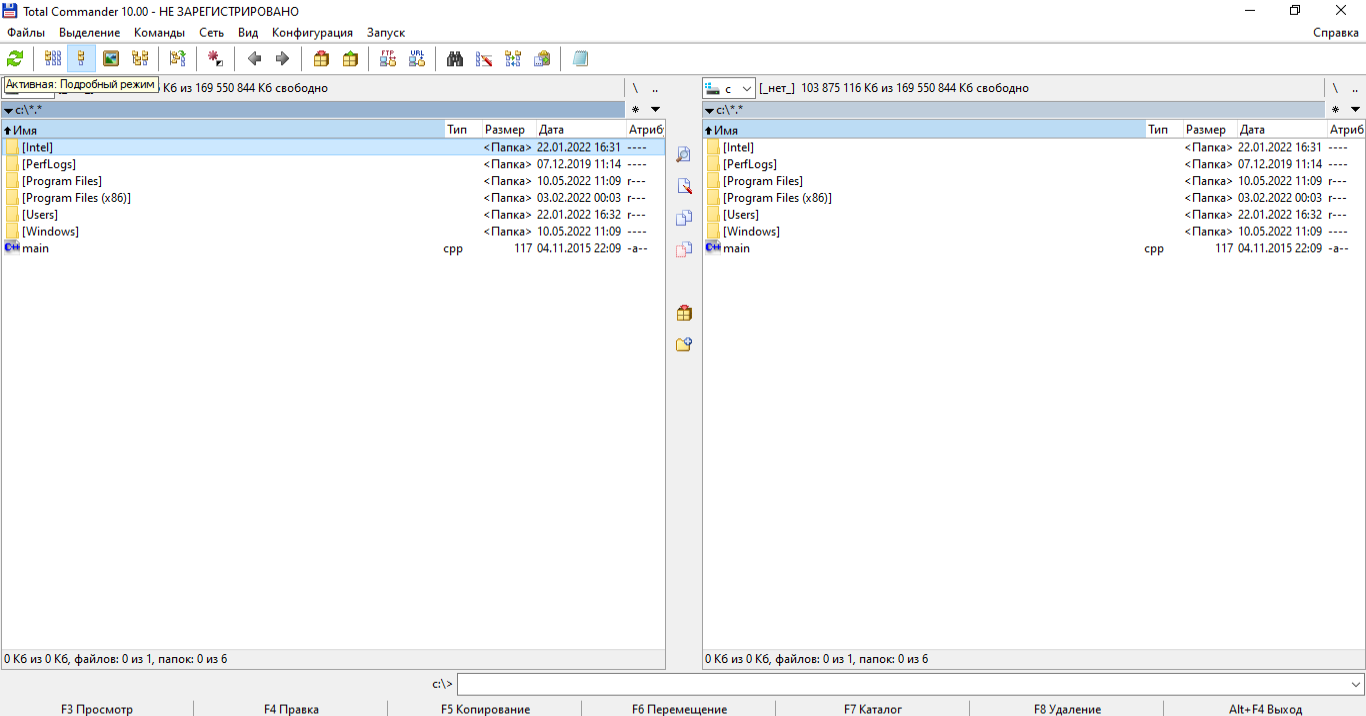 Total Commander 10.00 - НЕ ЗАРЕГИСТРИРОВАНО
Файлы Выделение Команды Сеть Вид Конфигурация Запуск Справка
FTP URL
Активная: Подробный режим Кб из 169 550 844 Кб свободно \ ..
c [_нет_] 103 875 116 Кб из 169 550 844 Кб свободно \ ..
c:\*.* *
c:\*.* *
Имя Тип Размер Дата Атриб
[Intel] <Папка> 22.01.2022 16:31 ----
[PerfLogs] <Папка> 07.12.2019 11:14 ----
[Program Files] <Папка> 10.05.2022 11:09 r---
[Program Files (x86)] <Папка> 03.02.2022 00:03 r---
[Users] <Папка> 22.01.2022 16:32 r---
[Windows] <Папка> 10.05.2022 11:09 ----
C++ main cpp 117 04.11.2015 22:09 -a--
0 Кб из 0 Кб, файлов: 0 из 1, папок: 0 из 6
Имя Тип Размер Дата Атриб
[Intel] <Папка> 22.01.2022 16:31 ----
[PerfLogs] <Папка> 07.12.2019 11:14 ----
[Program Files] <Папка> 10.05.2022 11:09 r---
[Program Files (x86)] <Папка> 03.02.2022 00:03 r---
[Users] <Папка> 22.01.2022 16:32 r---
[Windows] <Папка> 10.05.2022 11:09 ----
C++ main cpp 117 04.11.2015 22:09 -a--
0 Кб из 0 Кб, файлов: 0 из 1, папок: 0 из 6
c:\>
F3 Просмотр F4 Правка F5 Копирование F6 Перемещение F7 Каталог F8 Удаление Alt+F4 Выход